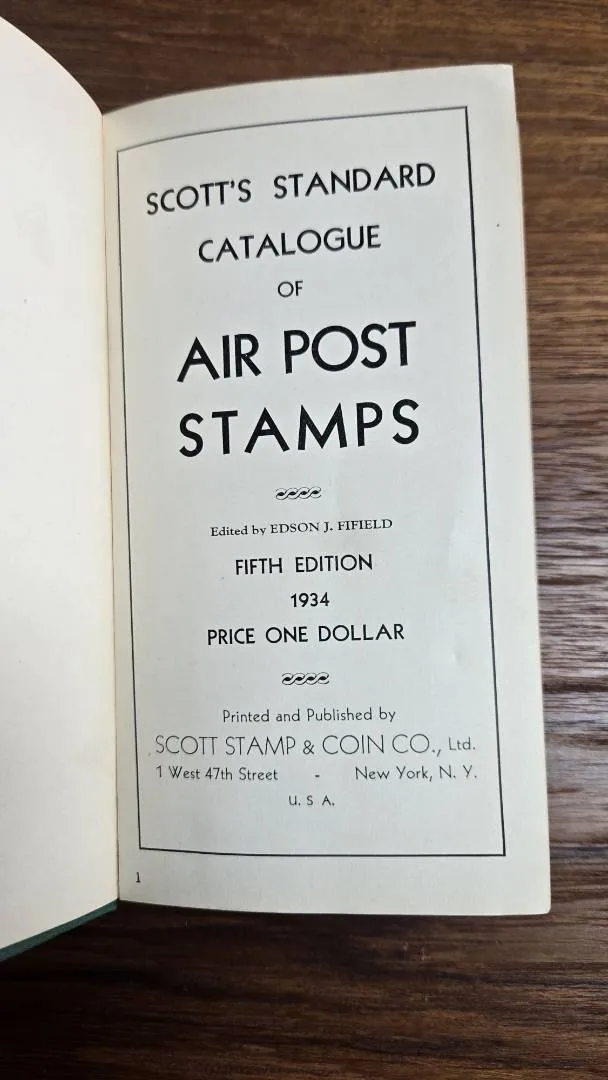 SCOTT'S STANDARD
CATALOGUE
OF
AIR POST
STAMPS
Edited by EDSON J. FIFIELD
FIFTH EDITION
1934
PRICE ONE DOLLAR
Printed and Published by
SCOTT STAMP & COIN CO., Ltd.
1 West 47th Street - New York, N. Y.
U. S A.
1